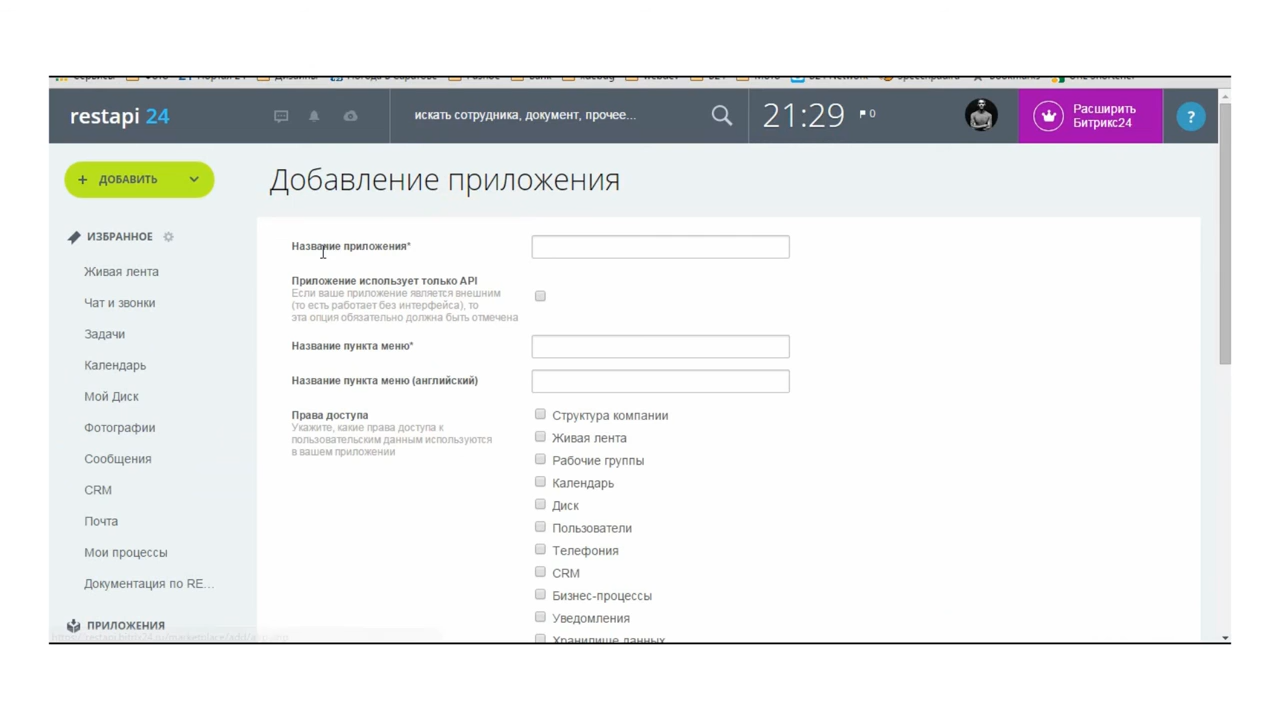 restapi 24
искать сотрудника, документ, прочее...
21:29
0
Расширить
Битрикс24
?
+ ДОБАВИТЬ
Добавление приложения
ИЗБРАННОЕ
Живая лента
Чат и звонки
Задачи
Календарь
Мой Диск
Фотографии
Сообщения
CRM
Почта
Мои процессы
Документация по RE...
ПРИЛОЖЕНИЯ
Название приложения*
Приложение использует только API
Если ваше приложение является внешним
(то есть работает без интерфейса), то
эта опция обязательно должна быть отмечена
Название пункта меню*
Название пункта меню (английский)
Права доступа
Укажите, какие права доступа к
пользовательским данным используются
в вашем приложении
Структура компании
Живая лента
Рабочие группы
Календарь
Диск
Пользователи
Телефония
CRM
Бизнес-процессы
Уведомления
Хранилище данных